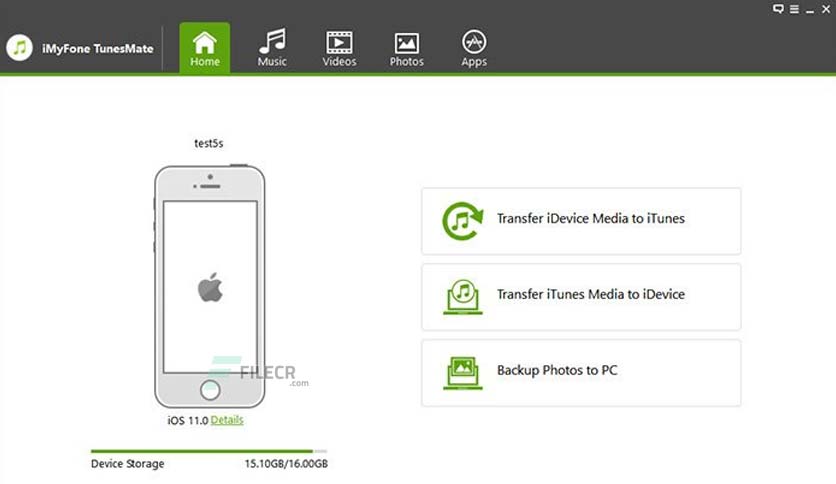 iMyFone TunesMate
Home
Music
Videos
Photos
Apps
test5s
Transfer iDevice Media to iTunes
Transfer iTunes Media to iDevice
Backup Photos to PC
FILECR
.com
iOS 11.0 Details
Device Storage 15.10GB/16.00GB